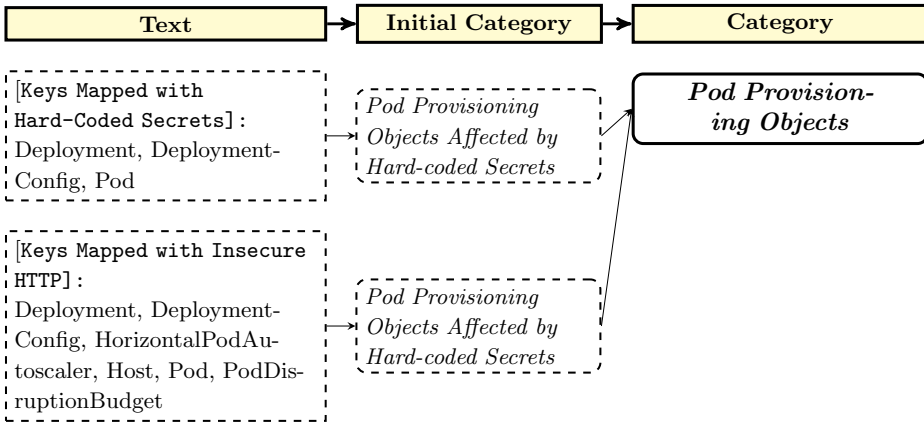 Text
Initial Category
Category
[Keys Mapped with
Hard-Coded Secrets]:
Deployment, Deployment-
Config, Pod
Pod Provisioning
Objects Affected by
Hard-coded Secrets
Pod Provision-
ing Objects
[Keys Mapped with Insecure
HTTP]:
Deployment, Deployment-
Config, HorizontalPodAu-
toscaler, Host, Pod, PodDis-
ruptionBudget
Pod Provisioning
Objects Affected by
Hard-coded Secrets